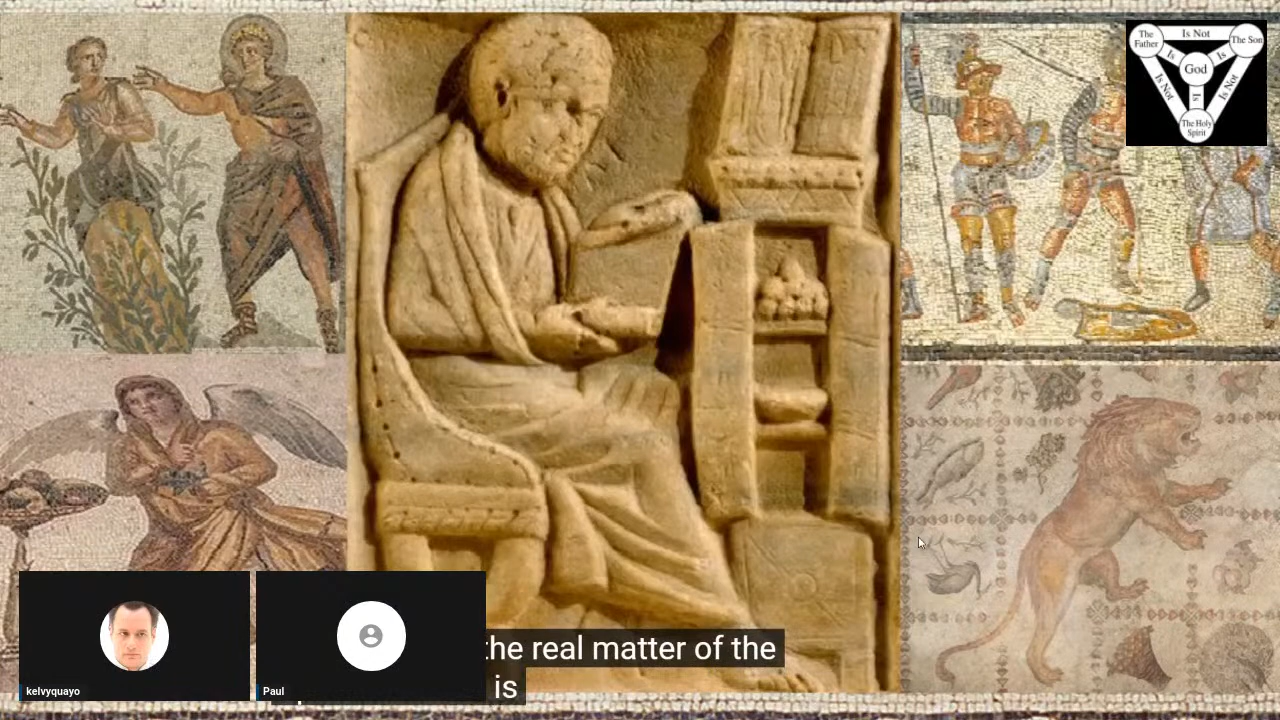 The Father
Is Not
The Son
Is
Is
God
Is Not
Is
Is Not
The Holy Spirit
the real matter of the
is
kelvyquayo
Paul